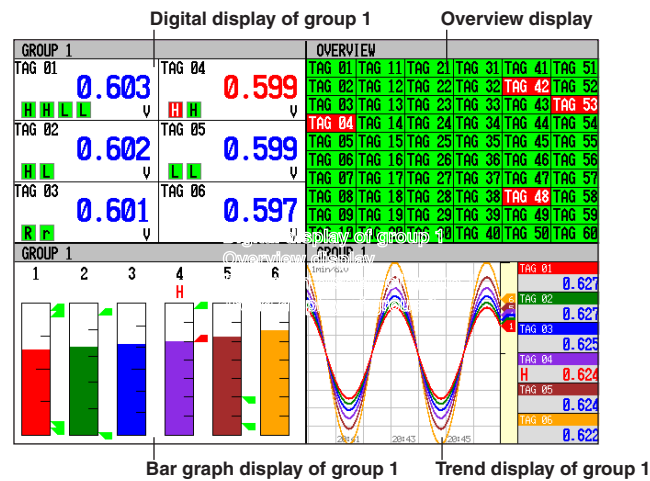 Digital display of group 1
Overview display
GROUP 1
TAG 01
0.603
H H L L
V
TAG 04
0.599
H H
V
TAG 02
0.602
H L
V
TAG 05
0.599
L L
V
TAG 03
0.601
R r
V
TAG 06
0.597
V
OVERVIEW
TAG 01 TAG 11 TAG 21 TAG 31 TAG 41 TAG 51
TAG 02 TAG 12 TAG 22 TAG 32 TAG 42 TAG 52
TAG 03 TAG 13 TAG 23 TAG 33 TAG 43 TAG 53
TAG 04 TAG 14 TAG 24 TAG 34 TAG 44 TAG 54
TAG 05 TAG 15 TAG 25 TAG 35 TAG 45 TAG 55
TAG 06 TAG 16 TAG 26 TAG 36 TAG 46 TAG 56
TAG 07 TAG 17 TAG 27 TAG 37 TAG 47 TAG 57
TAG 08 TAG 18 TAG 28 TAG 38 TAG 48 TAG 58
TAG 09 TAG 19 TAG 29 TAG 39 TAG 49 TAG 59
TAG 10 TAG 20 TAG 30 TAG 40 TAG 50 TAG 60
Digital display of group 1
Overview display
GROUP 1
1 2 3 4 5 6
H
GROUP 1
1min/div
6
1
20:41 20:43 20:45
TAG 01
0.627
TAG 02
0.627
TAG 03
0.625
TAG 04
H 0.624
TAG 05
0.624
TAG 06
0.622
Bar graph display of group 1
Trend display of group 1